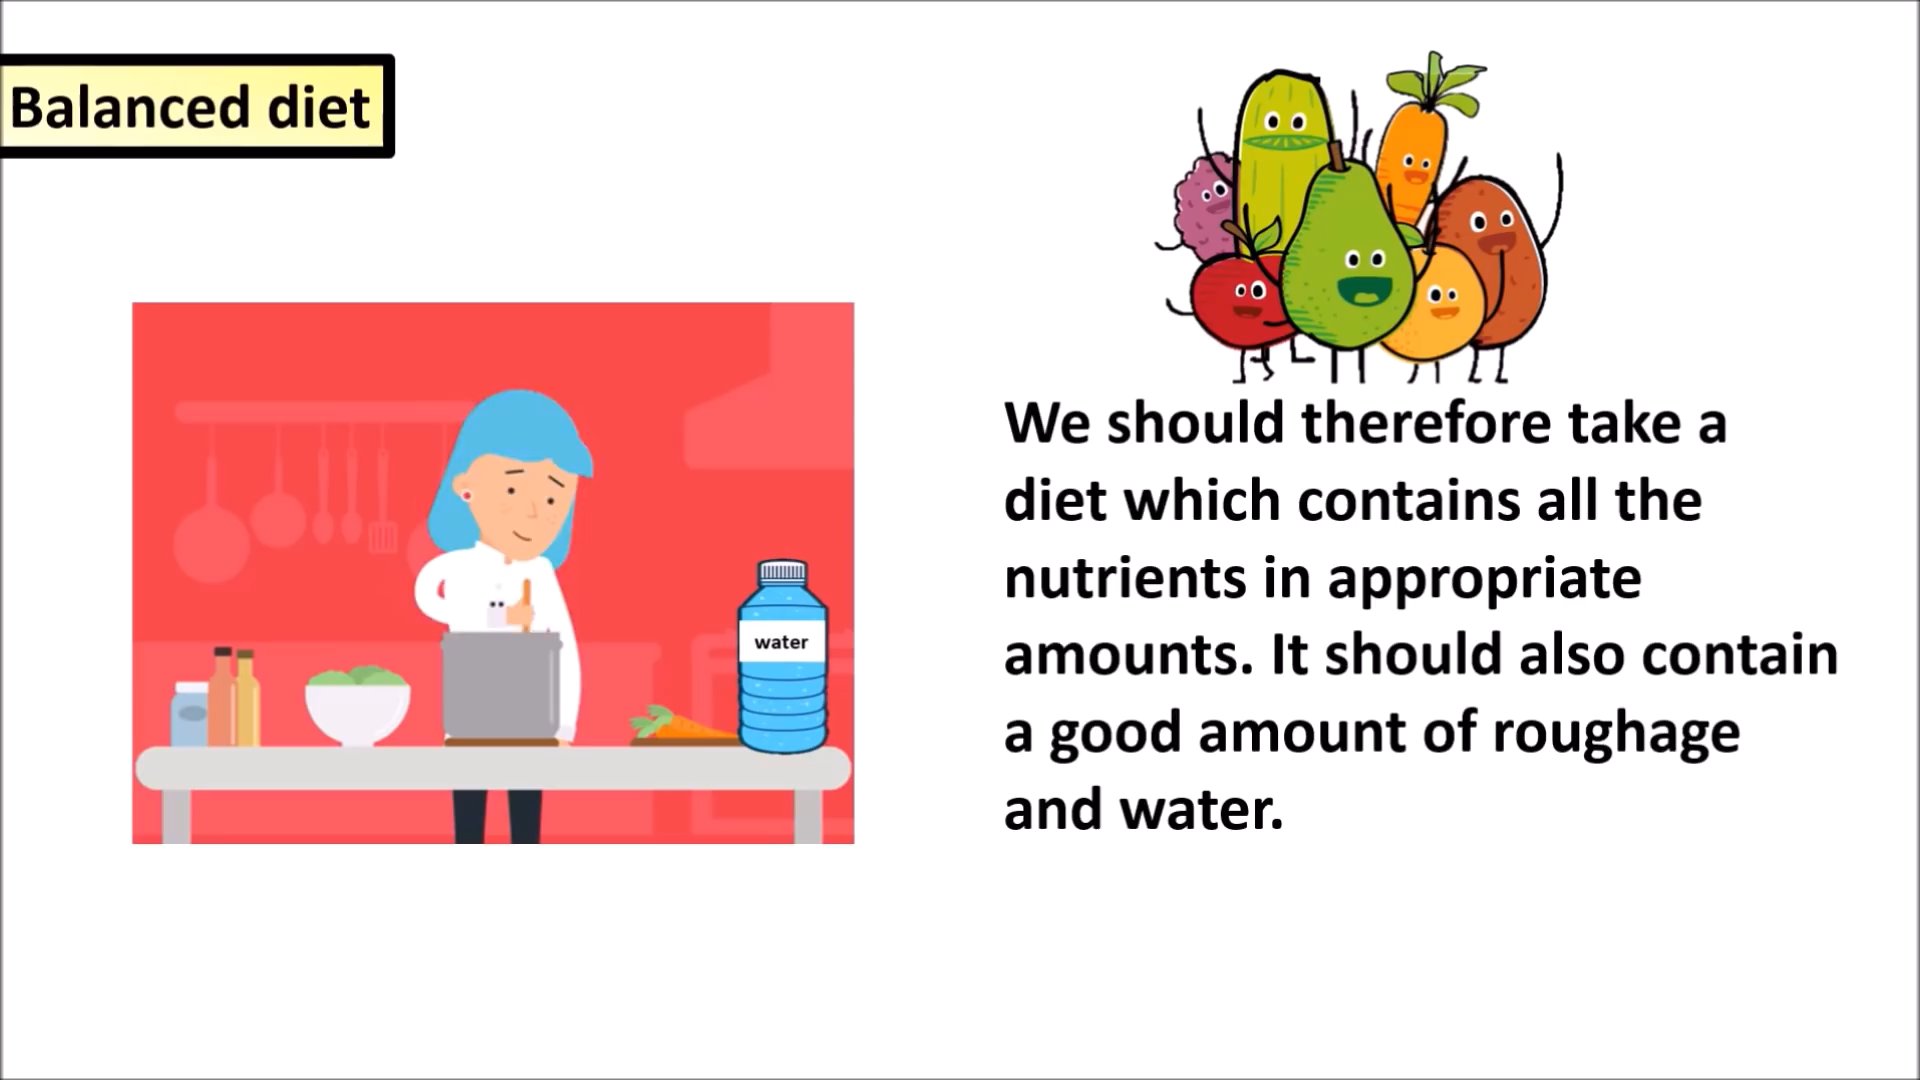 Balanced diet
water
We should therefore take a
diet which contains all the
nutrients in appropriate
amounts. It should also contain
a good amount of roughage
and water.